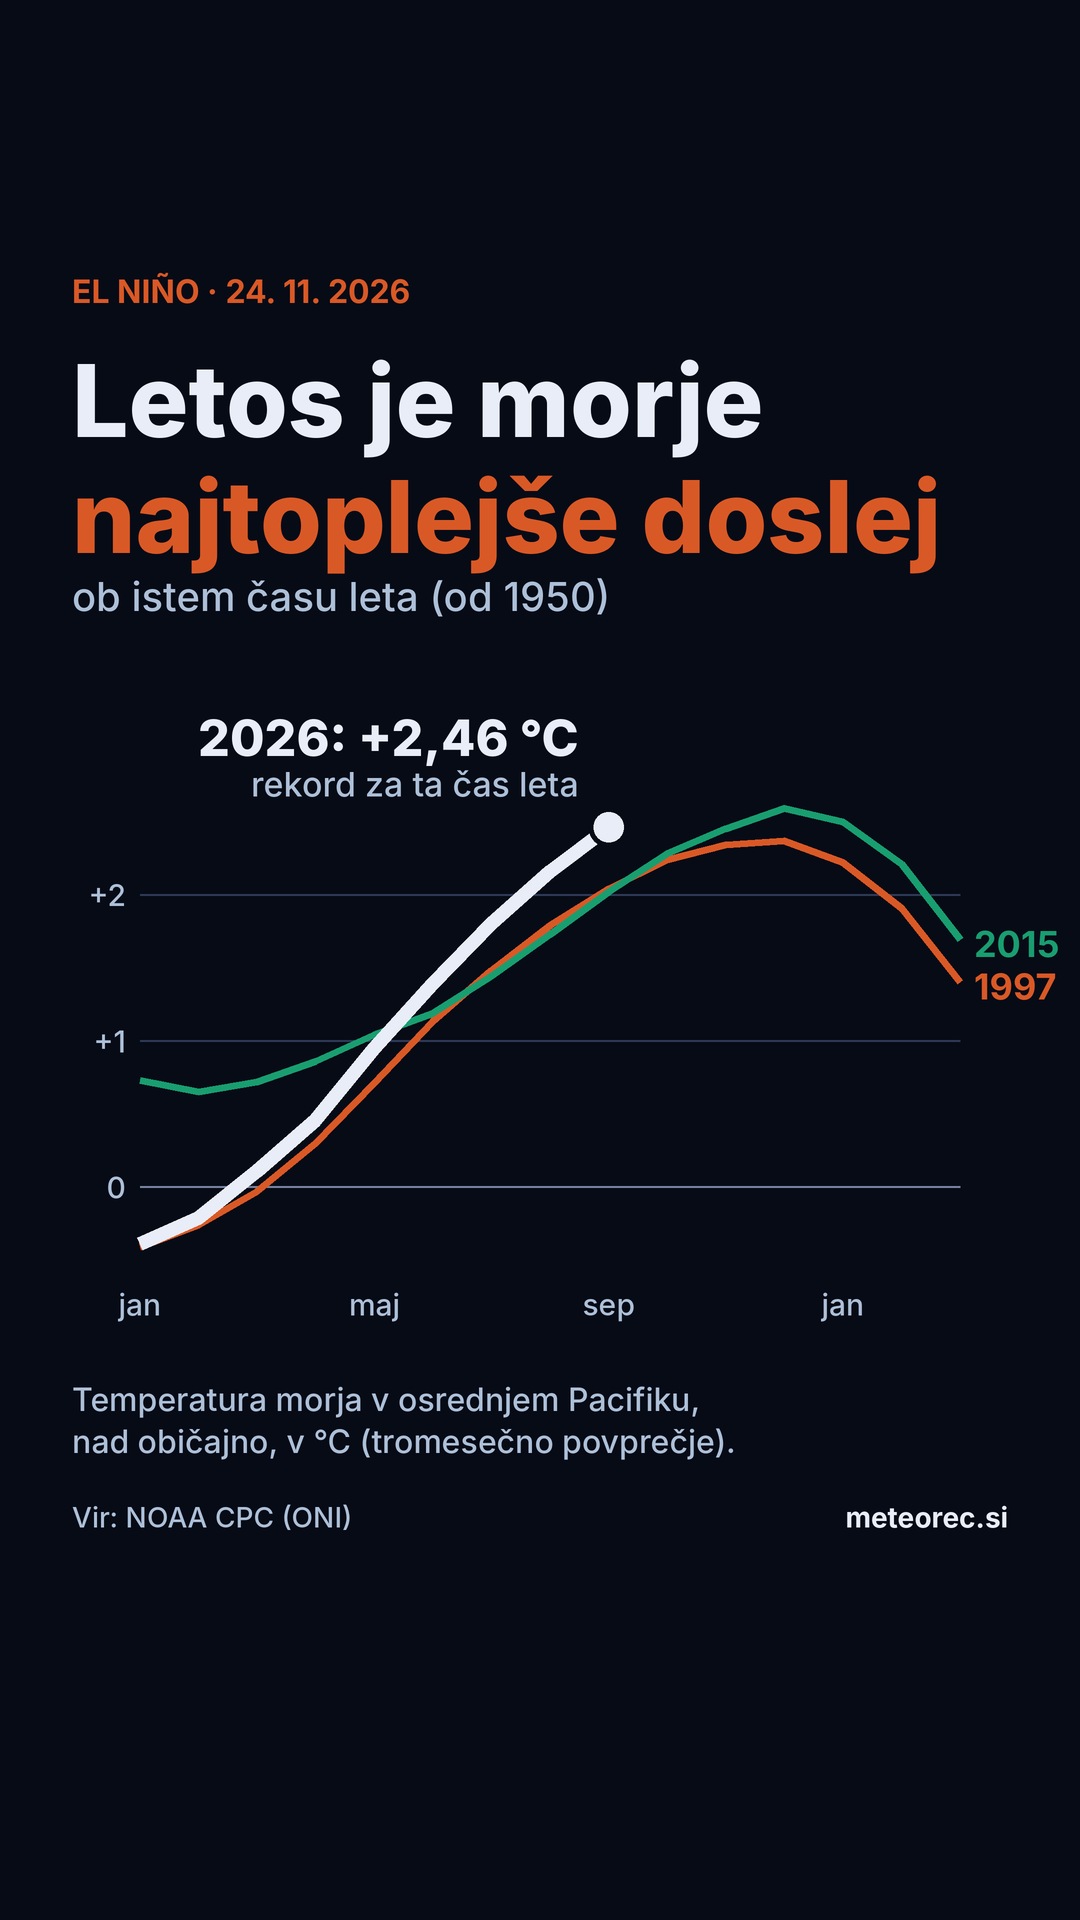 EL NIÑO · 24. 11. 2026
Letos je morje
najtoplejše doslej
ob istem času leta (od 1950)
2026: +2,46 °C
rekord za ta čas leta
+2
2015
1997
+1
0
jan maj sep jan
Temperatura morja v osrednjem Pacifiku,
nad običajno, v °C (tromesečno povprečje).
Vir: NOAA CPC (ONI) meteorec.si